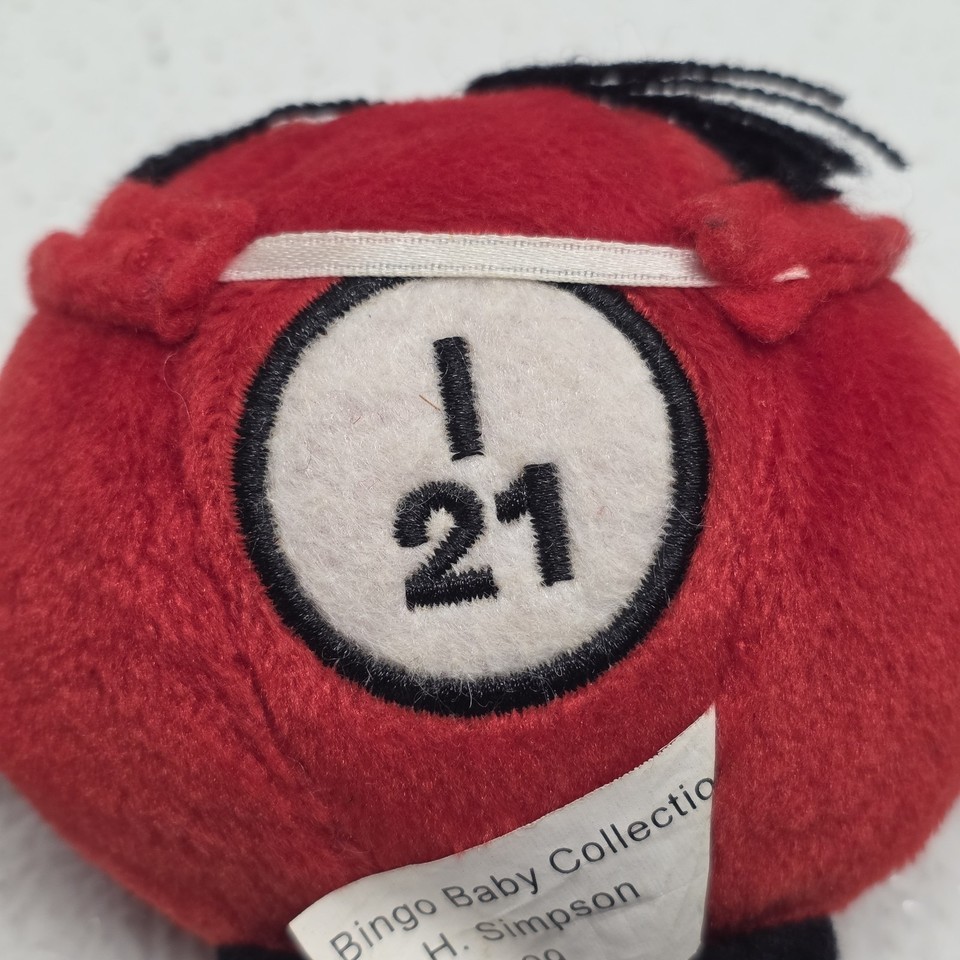 I
21
Bingo Baby Collectio
H. Simpson